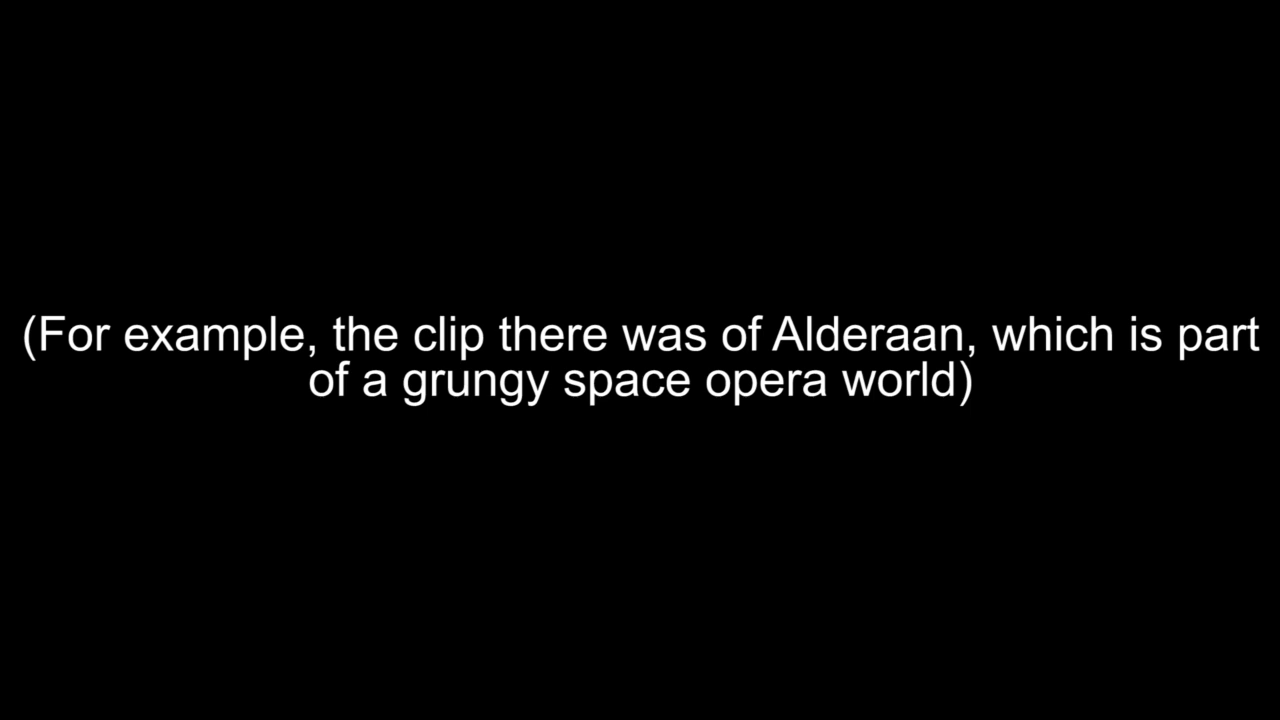 (For example, the clip there was of Alderaan, which is part
of a grungy space opera world)